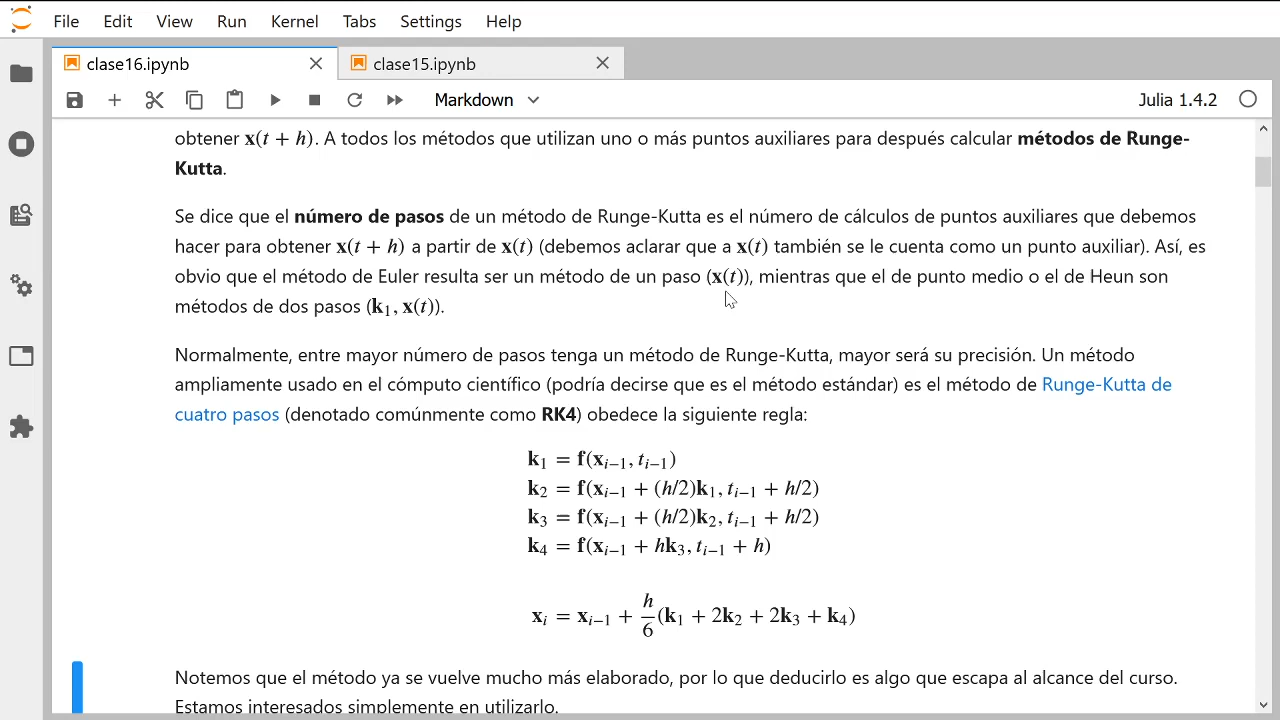 File Edit View Run Kernel Tabs Settings Help
clase16.ipynb clase15.ipynb
Markdown Julia 1.4.2
obtener x(t + h). A todos los métodos que utilizan uno o más puntos auxiliares para después calcular métodos de Runge-
Kutta.
Se dice que el número de pasos de un método de Runge-Kutta es el número de cálculos de puntos auxiliares que debemos
hacer para obtener x(t + h) a partir de x(t) (debemos aclarar que a x(t) también se le cuenta como un punto auxiliar). Así, es
obvio que el método de Euler resulta ser un método de un paso (x(t)), mientras que el de punto medio o el de Heun son
métodos de dos pasos (k₁, x(t)).
Normalmente, entre mayor número de pasos tenga un método de Runge-Kutta, mayor será su precisión. Un método
ampliamente usado en el cómputo científico (podría decirse que es el método estándar) es el método de Runge-Kutta de
cuatro pasos (denotado comúnmente como RK4) obedece la siguiente regla:
k₁ = f(xᵢ₋₁, tᵢ₋₁)
k₂ = f(xᵢ₋₁ + (h/2)k₁, tᵢ₋₁ + h/2)
k₃ = f(xᵢ₋₁ + (h/2)k₂, tᵢ₋₁ + h/2)
k₄ = f(xᵢ₋₁ + hk₃, tᵢ₋₁ + h)
xᵢ = xᵢ₋₁ + h/6(k₁ + 2k₂ + 2k₃ + k₄)
Notemos que el método ya se vuelve mucho más elaborado, por lo que deducirlo es algo que escapa al alcance del curso.
Estamos interesados simplemente en utilizarlo.